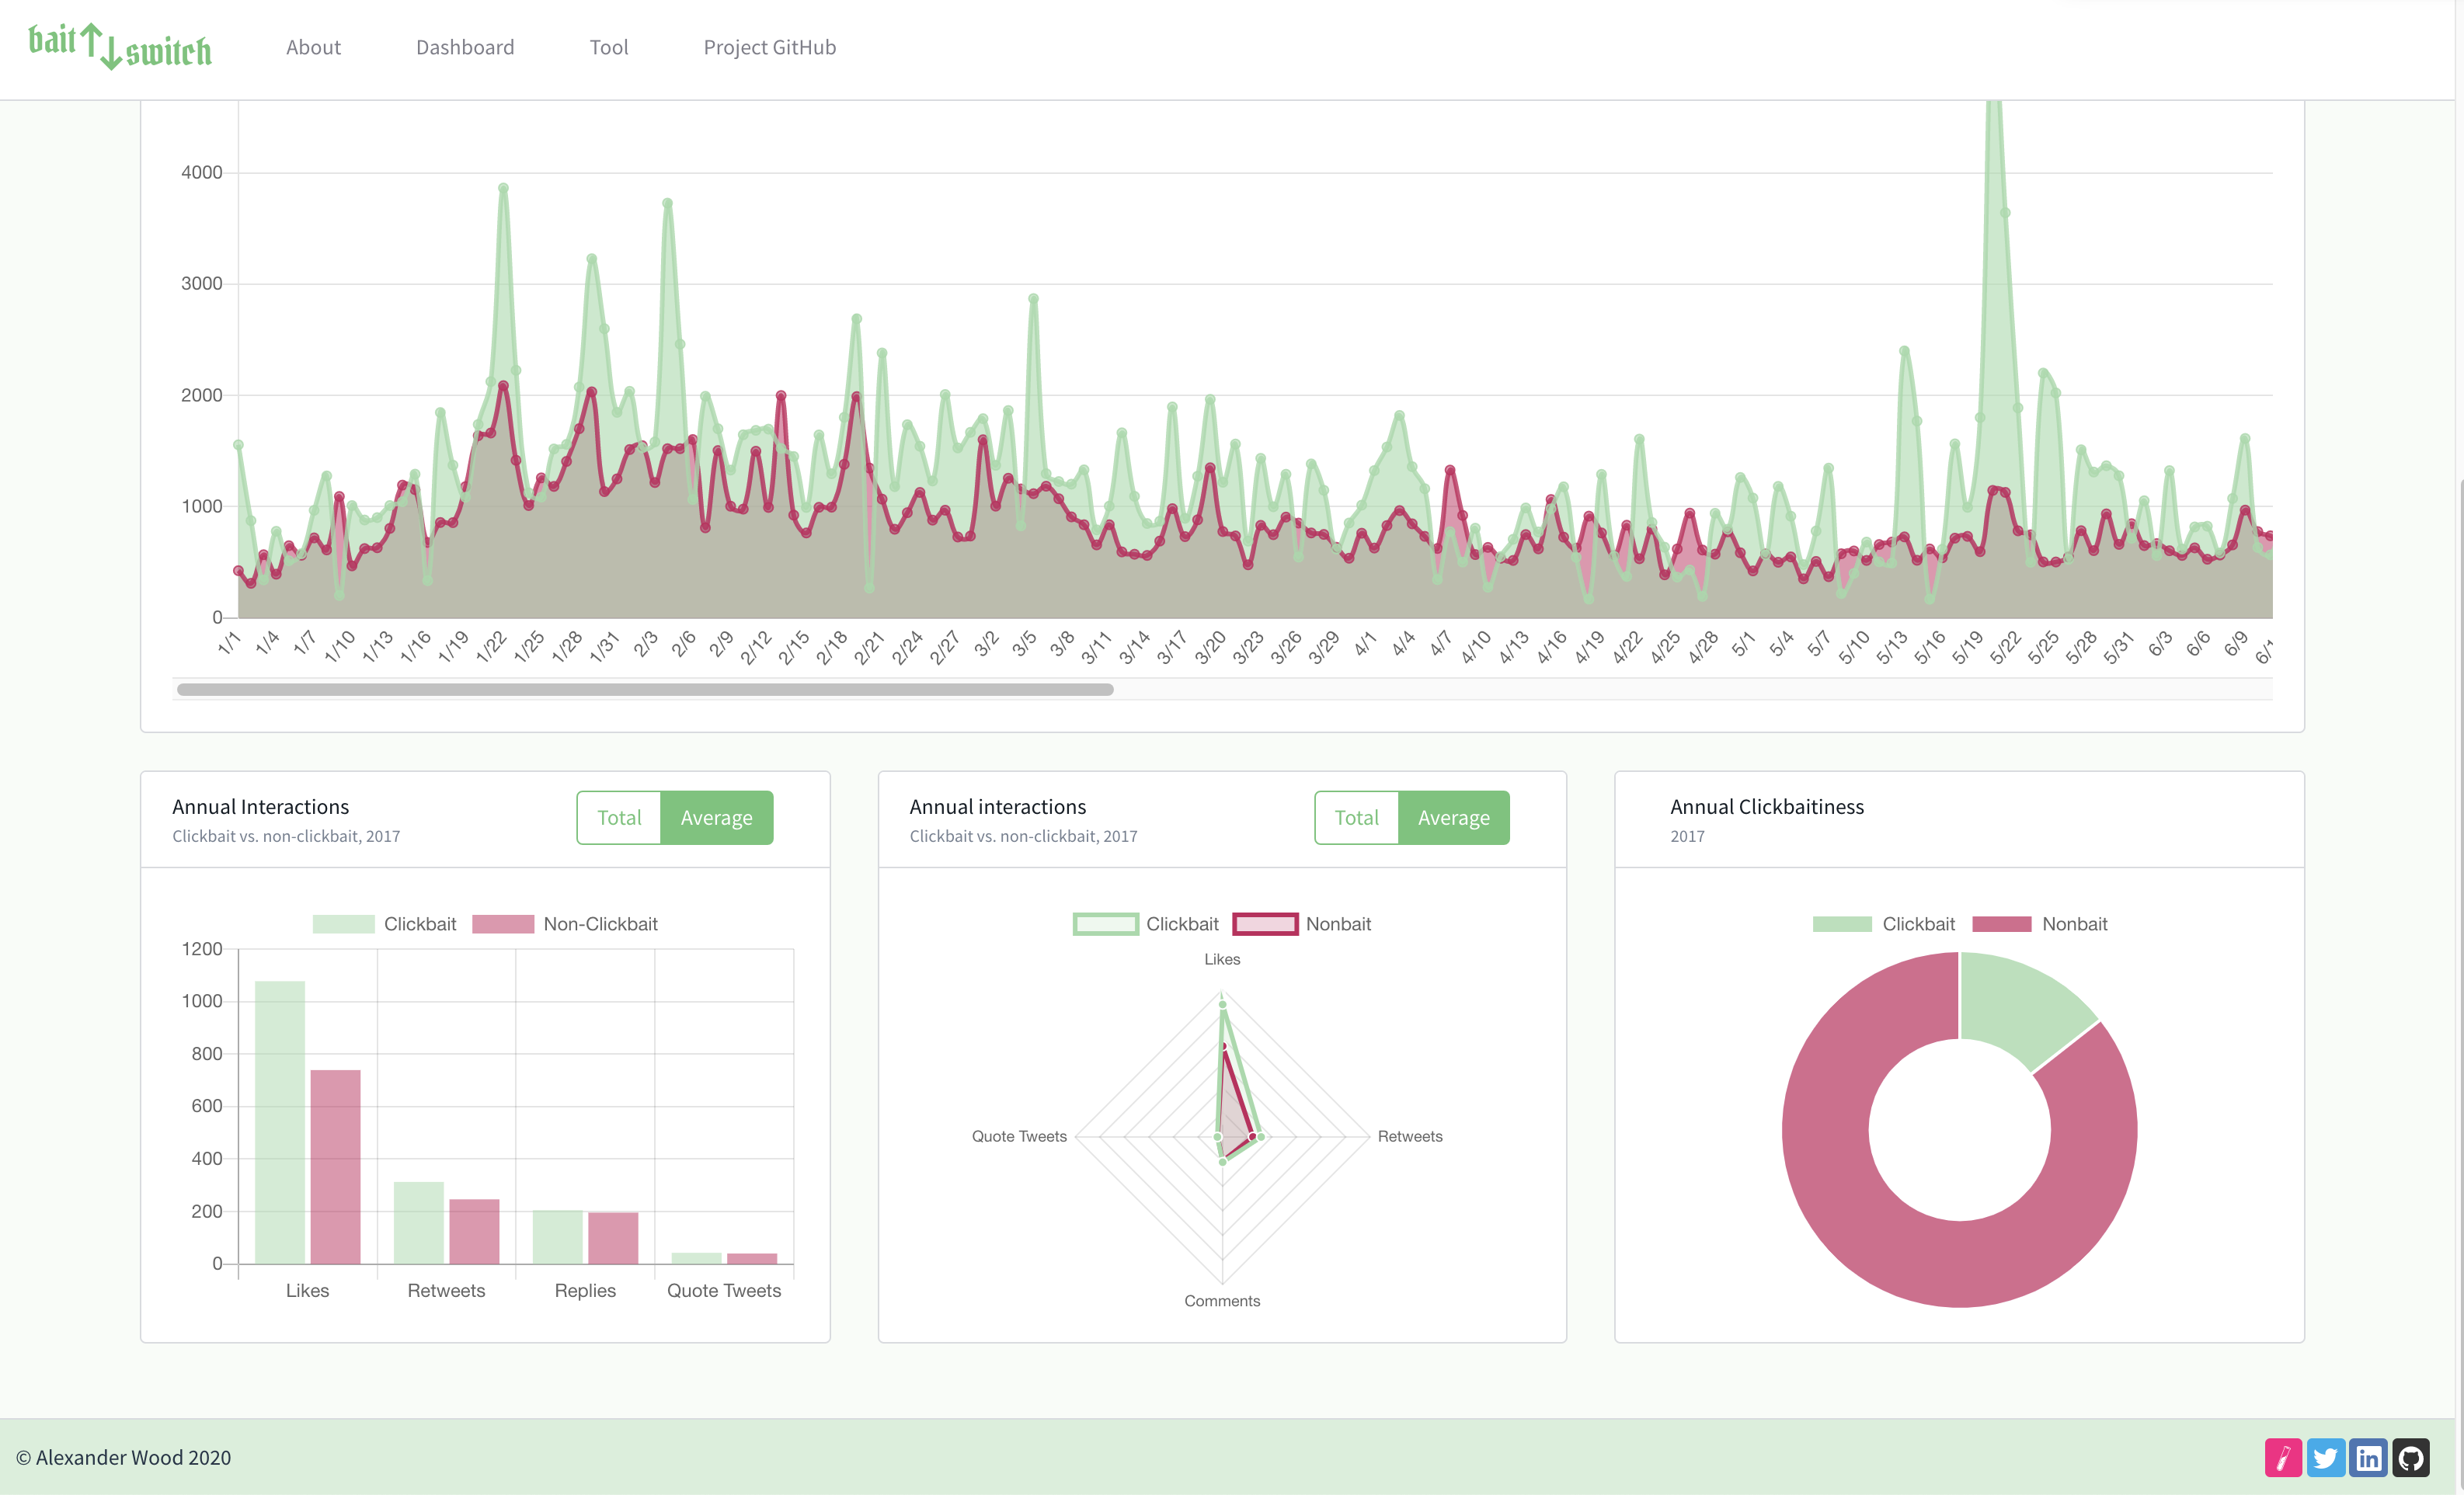 bait switch About Dashboard Tool Project GitHub
4000
3000
2000
1000
0
1/1 1/4 1/7 1/10 1/13 1/16 1/19 1/22 1/25 1/28 1/31 2/3 2/6 2/9 2/12 2/15 2/18 2/21 2/24 2/27 3/2 3/5 3/8 3/11 3/14 3/17 3/20 3/23 3/26 3/29 4/1 4/4 4/7 4/10 4/13 4/16 4/19 4/22 4/25 4/28 5/1 5/4 5/7 5/10 5/13 5/16 5/19 5/22 5/25 5/28 5/31 6/3 6/6 6/9
Annual Interactions
Clickbait vs. non-clickbait, 2017
Total Average
Clickbait Non-Clickbait
1200
1000
800
600
400
200
0
Likes Retweets Replies Quote Tweets
Annual interactions
Clickbait vs. non-clickbait, 2017
Total Average
Clickbait Nonbait
Likes
Quote Tweets Retweets
Comments
Annual Clickbaitiness
2017
Clickbait Nonbait
© Alexander Wood 2020
in